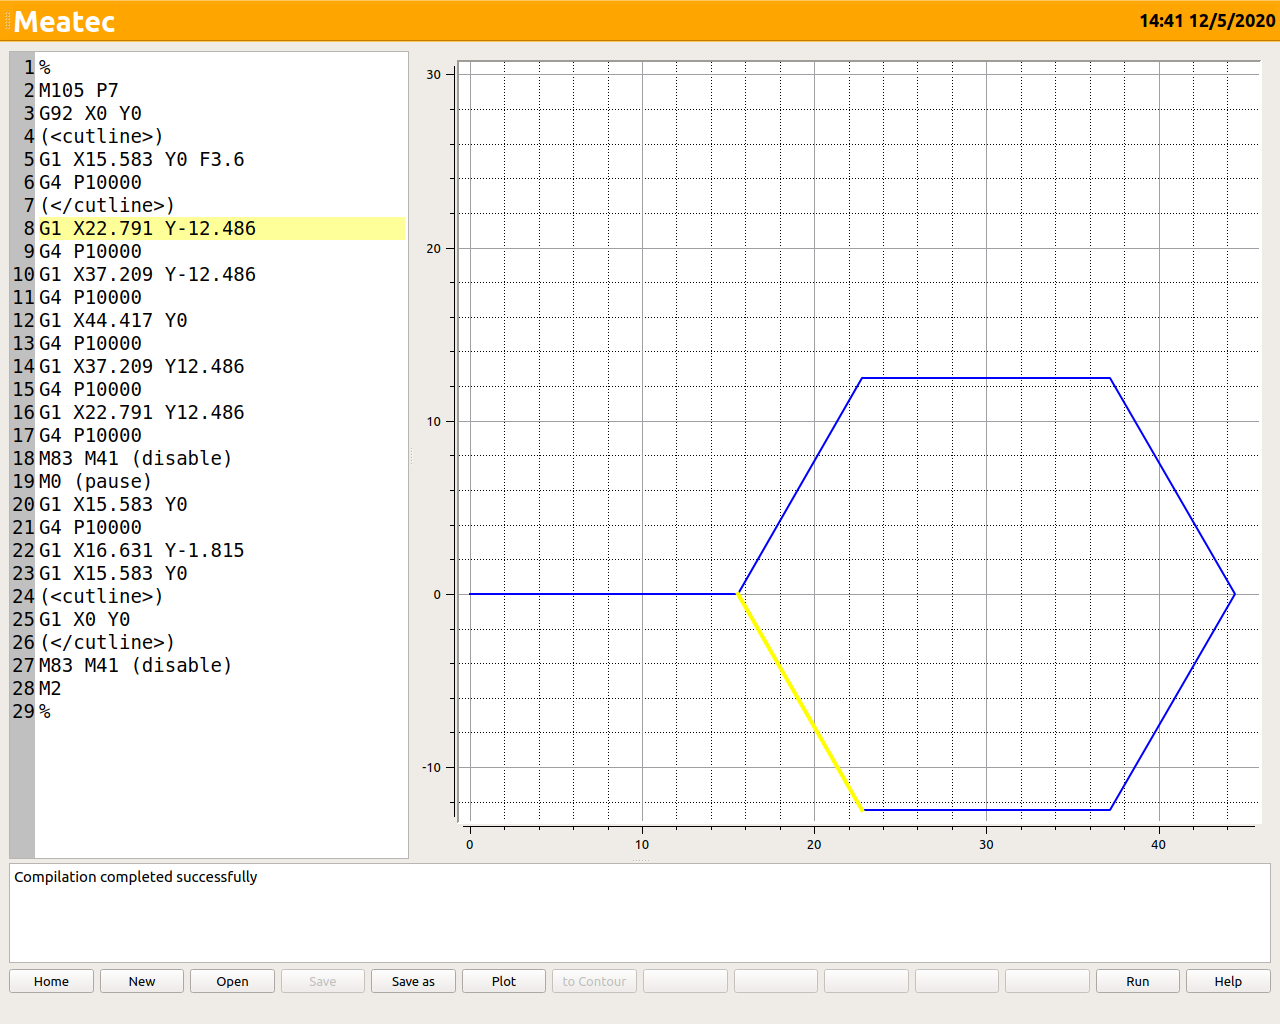 Meatec 14:41 12/5/2020
1 %
2 M105 P7
3 G92 X0 Y0
4 (<cutline>)
5 G1 X15.583 Y0 F3.6
6 G4 P10000
7 (</cutline>)
8 G1 X22.791 Y-12.486
9 G4 P10000
10 G1 X37.209 Y-12.486
11 G4 P10000
12 G1 X44.417 Y0
13 G4 P10000
14 G1 X37.209 Y12.486
15 G4 P10000
16 G1 X22.791 Y12.486
17 G4 P10000
18 M83 M41 (disable)
19 M0 (pause)
20 G1 X15.583 Y0
21 G4 P10000
22 G1 X16.631 Y-1.815
23 G1 X15.583 Y0
24 (<cutline>)
25 G1 X0 Y0
26 (</cutline>)
27 M83 M41 (disable)
28 M2
29 %
30
20
10
0
-10
0 10 20 30 40
Compilation completed successfully
Home New Open Save Save as Plot to Contour Run Help